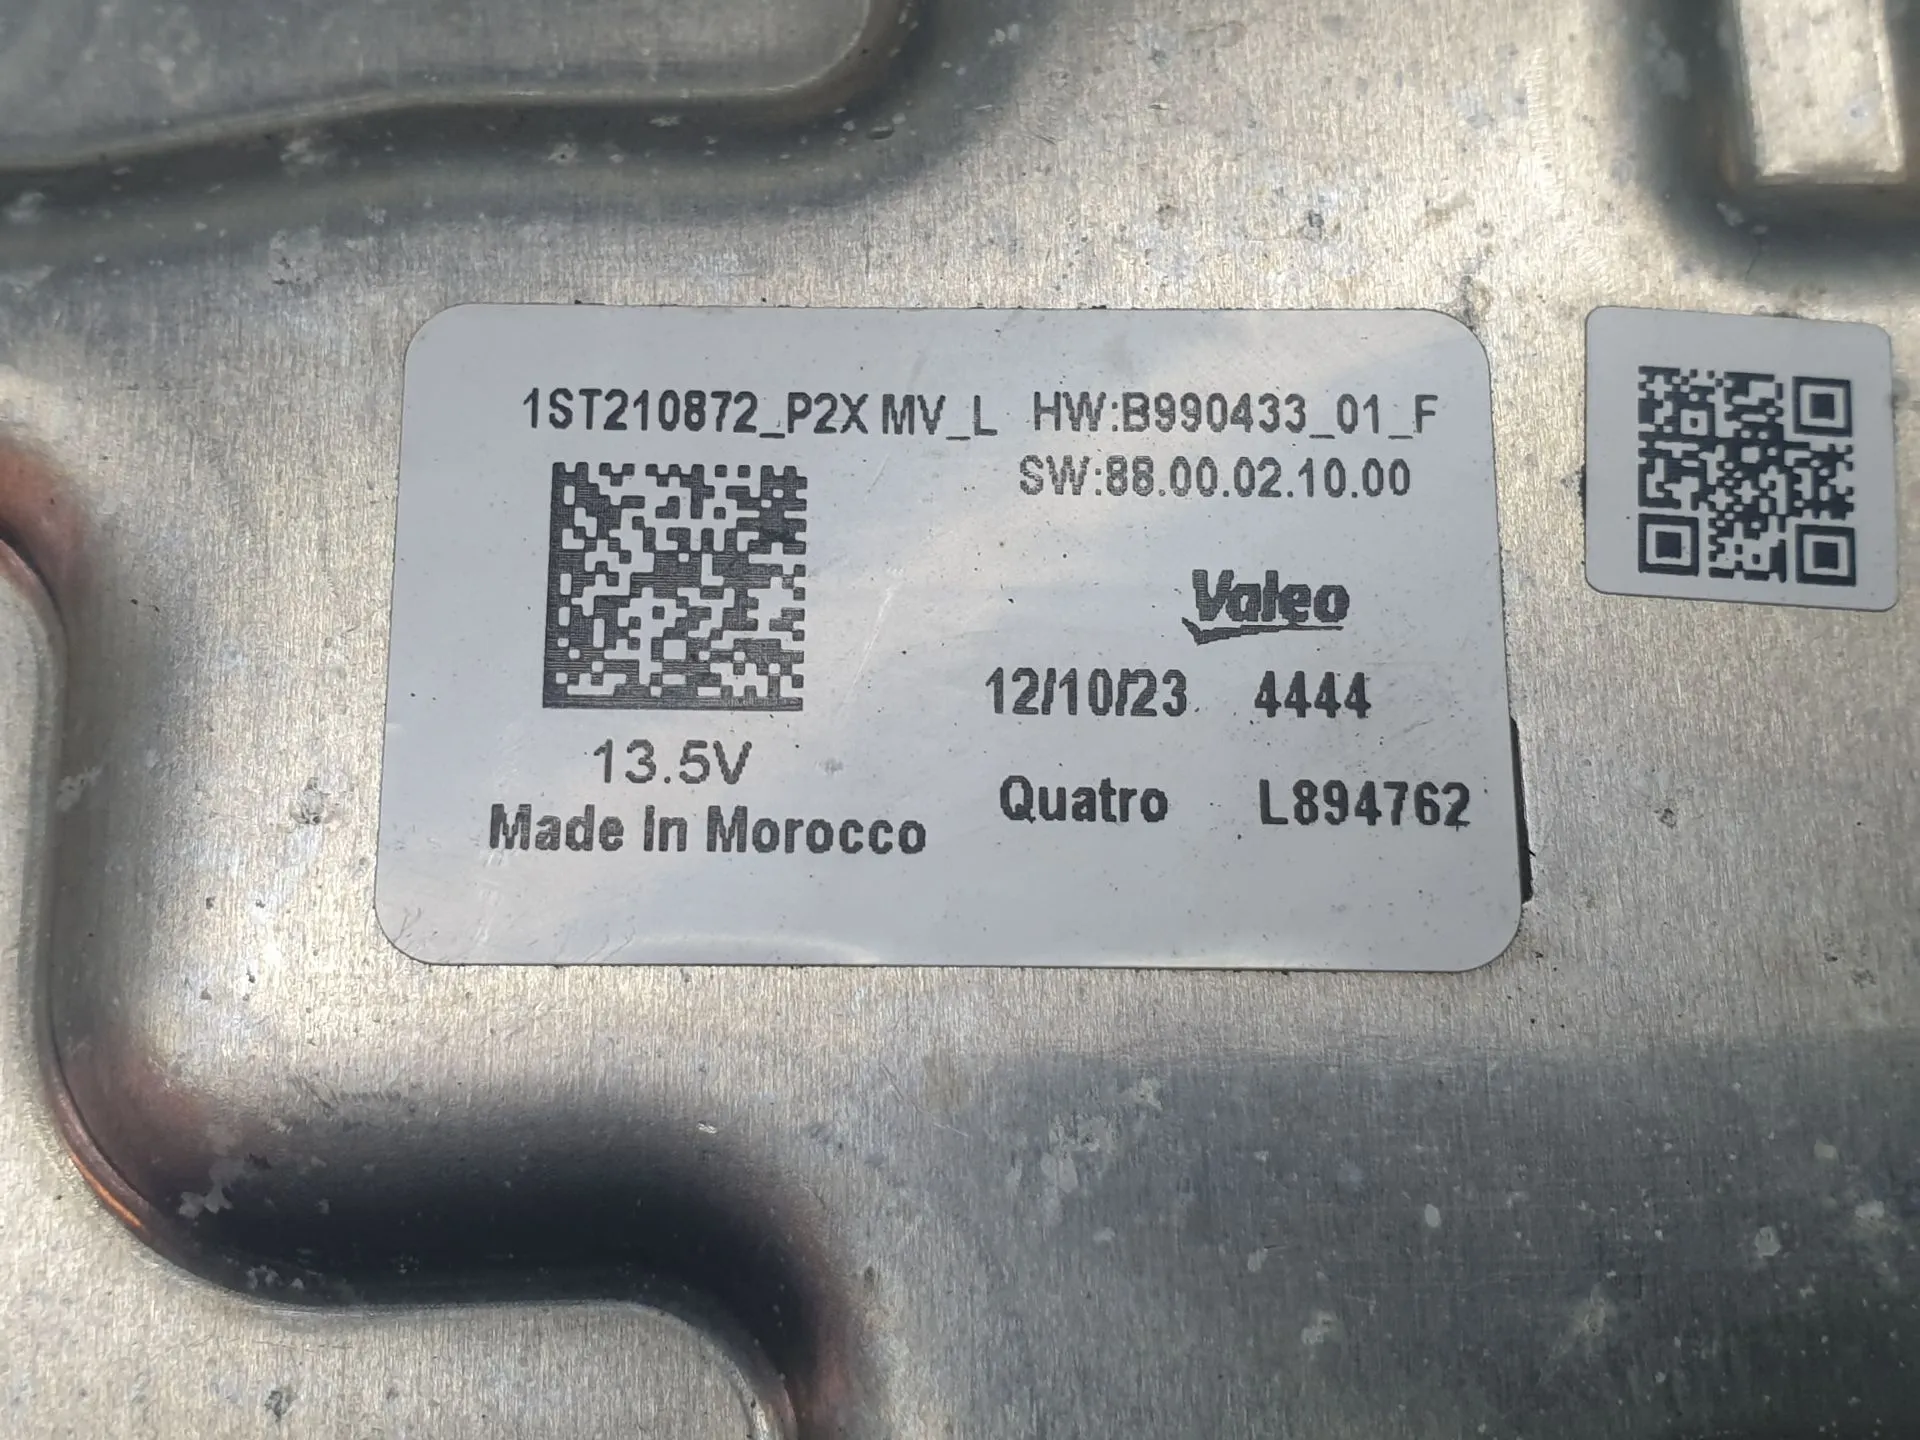 1ST210872_P2X MV_L HW:B990433_01_F
SW:88.00.02.10.00
Valeo
12/10/23 4444
13.5V
Quatro L894762
Made In Morocco